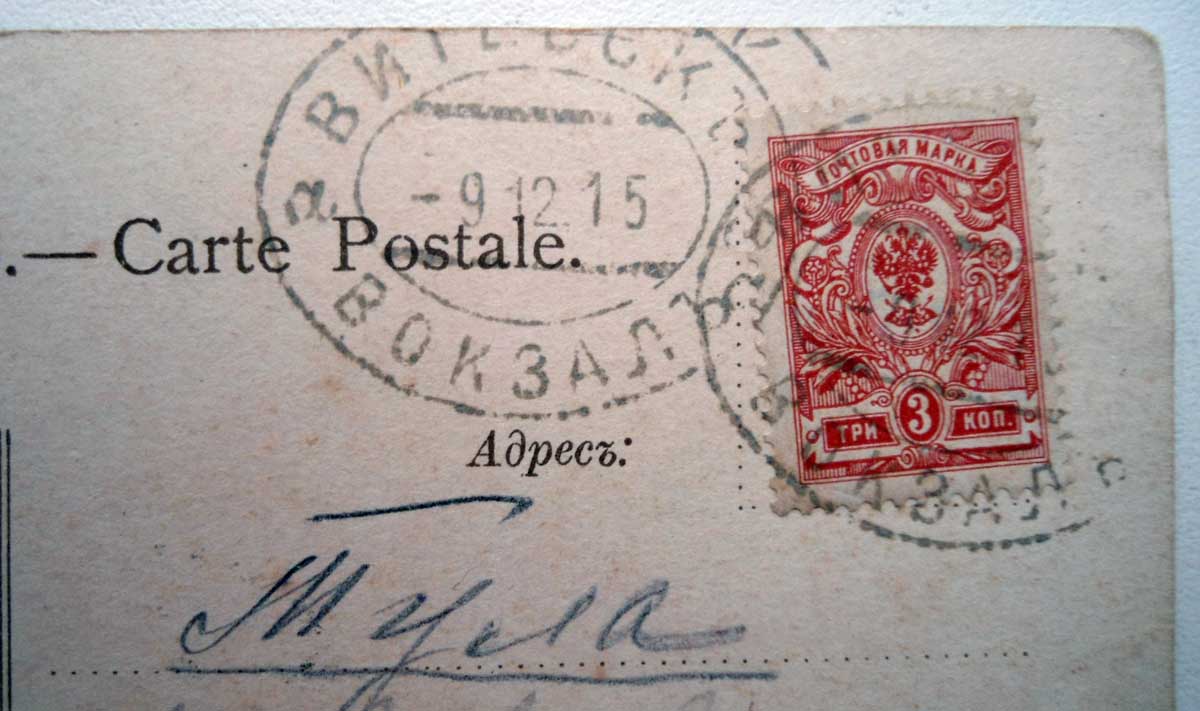 ВИТЕБСКЪ
а
- 9 12 15
ВОКЗАЛЪ
.— Carte Postale.
ПОЧТОВАЯ МАРКА
ТРИ 3 КОП.
Адресъ:
Тула